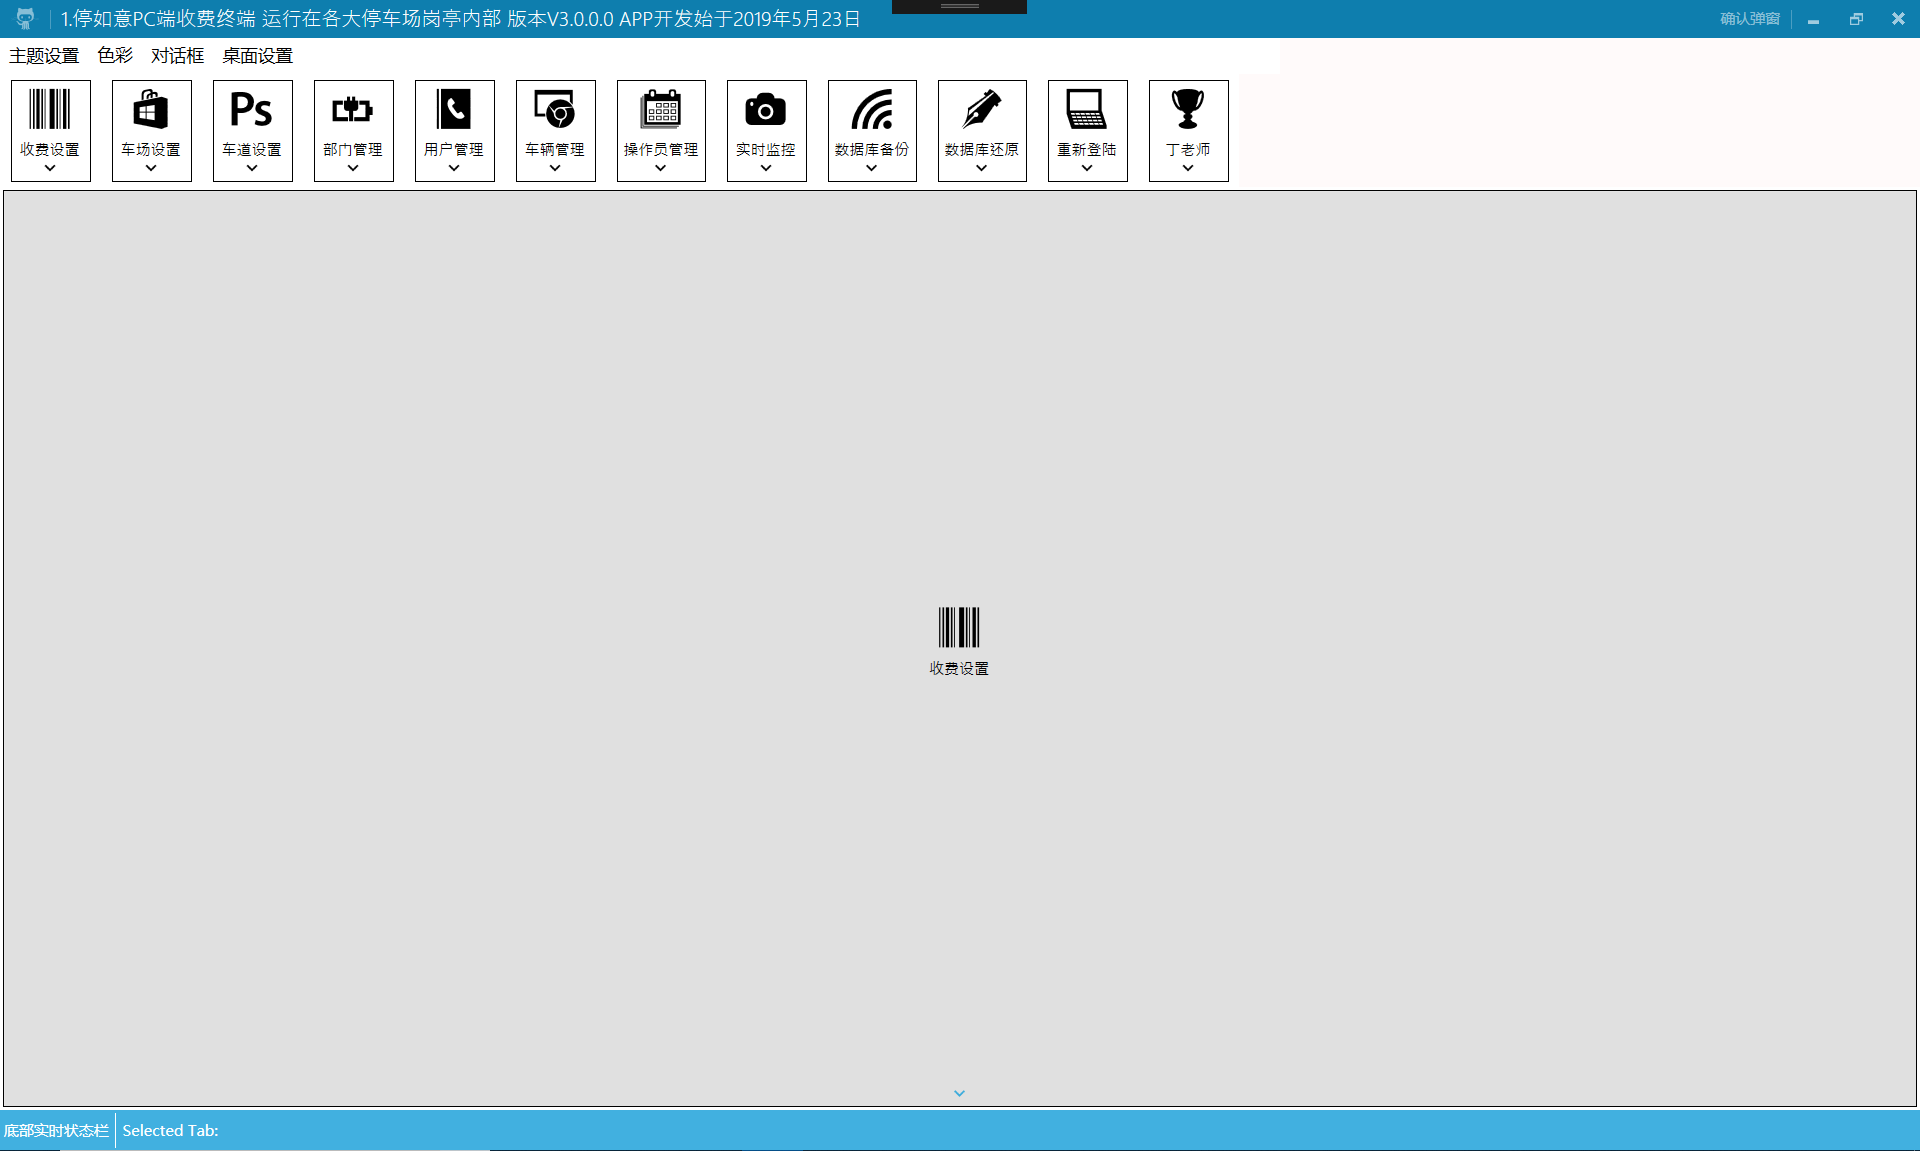 1.停如意PC端收费终端 运行在各大停车场岗亭内部 版本V3.0.0.0 APP开发始于2019年5月23日 确认弹窗
主题设置 色彩 对话框 桌面设置
Ps
收费设置 车场设置 车道设置 部门管理 用户管理 车辆管理 操作员管理 实时监控 数据库备份 数据库还原 重新登陆 丁老师
收费设置
底部实时状态栏 Selected Tab: